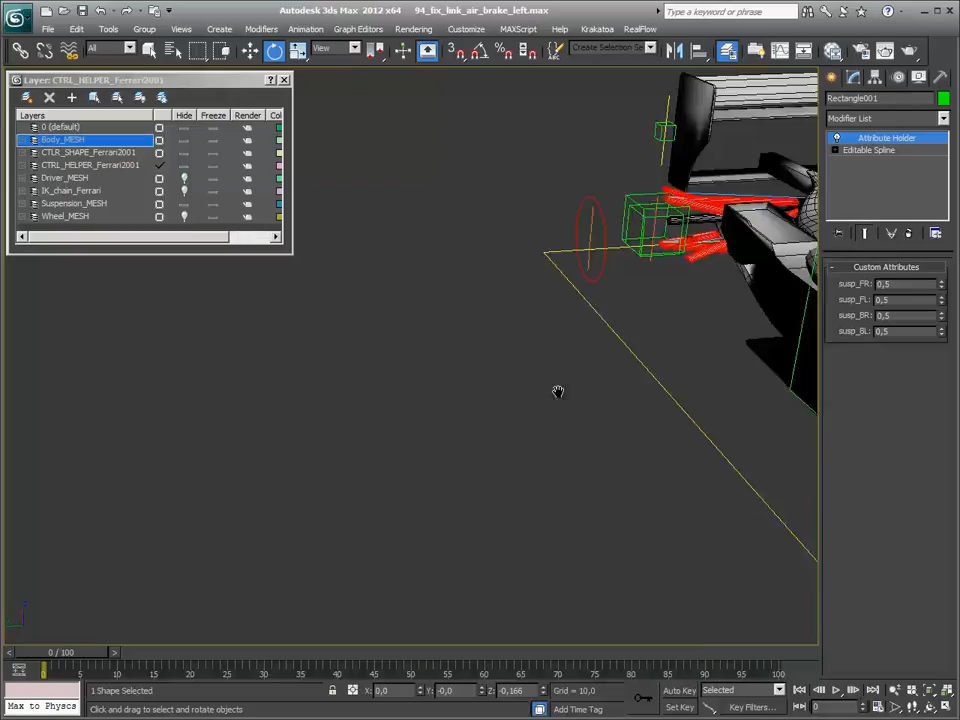 Autodesk 3ds Max 2012 x64 94_fix_link_air_brake_left.max
Type a keyword or phrase
File Edit Tools Group Views Create Modifiers Animation Graph Editors Rendering Customize MAXScript Krakatoa RealFlow
All View Create Selection Se
Layer: CTRL_HELPER_Ferrari2001
Layers Hide Freeze Render Col
0 (default)
Body_MESH
CTLR_SHAPE_Ferrari2001
CTRL_HELPER_Ferrari2001
Driver_MESH
IK_chain_Ferrari
Suspension_MESH
Wheel_MESH
Rectangle001
Modifier List
Attribute Holder
Editable Spline
Custom Attributes
susp_FR: 0,5
susp_FL: 0,5
susp_BR: 0,5
susp_BL: 0,5
0 / 100
0 5 10 15 20 25 30 35 40 45 50 55 60 65 70 75 80 85 90 95 100
1 Shape Selected X: 0,0 Y: -0,0 Z: -0,166 Grid = 10,0 Auto Key Selected
Max to Physics Click and drag to select and rotate objects Add Time Tag Set Key Key Filters... 0